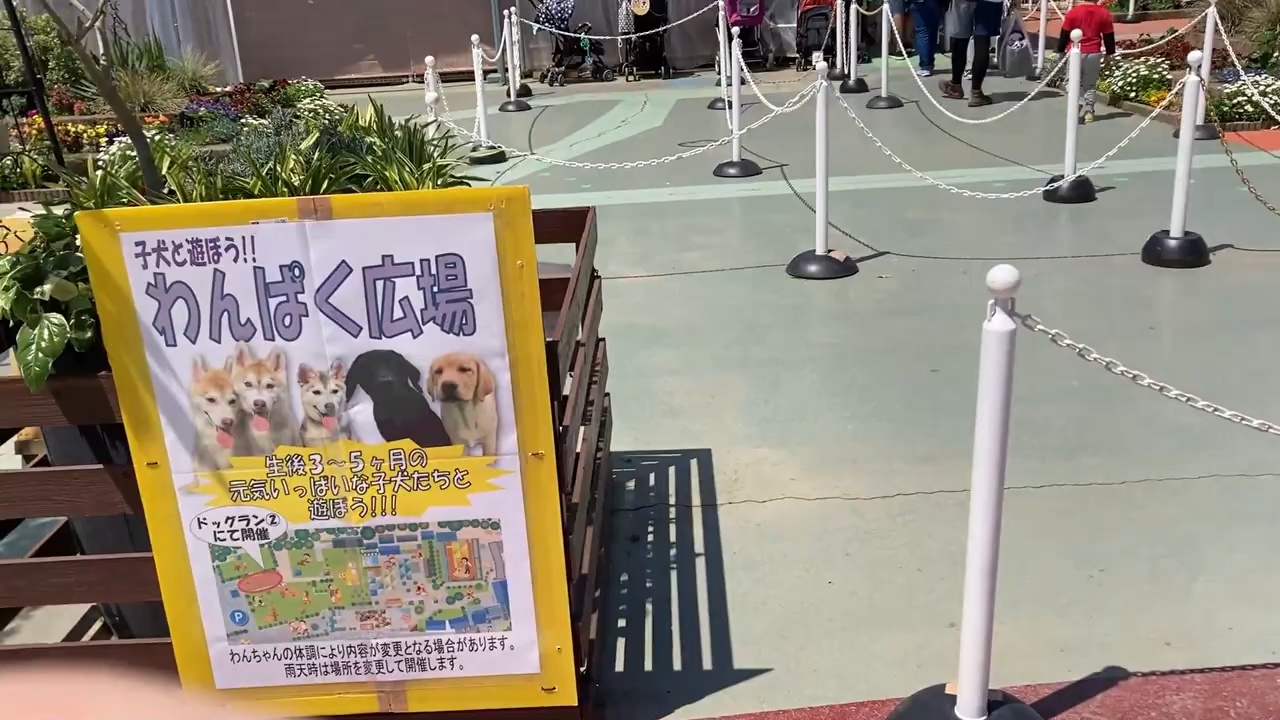 子犬と遊ぼう!!
わんぱく広場
生後3～5ヶ月の
元気いっぱいな子犬たちと
遊ぼう!!!
ドッグラン②
にて開催
P
わんちゃんの体調により内容が変更となる場合があります。
雨天時は場所を変更して開催します。